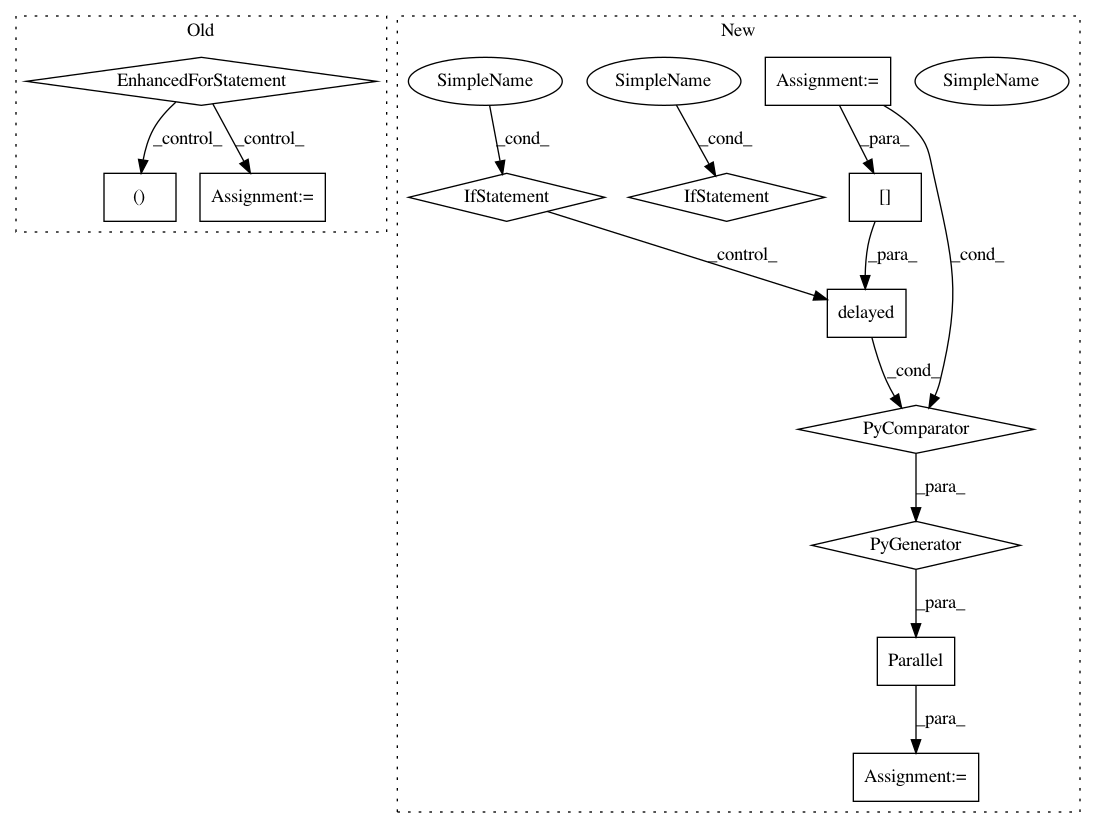 Old
New
EnhancedForStatement
SimpleName
SimpleName
Assignment:=
SimpleName
_control_
_control_
_cond_
_cond_
_para_
()
Assignment:=
IfStatement
IfStatement
[]
_control_
_para_
_cond_
delayed
_cond_
PyComparator
_para_
PyGenerator
_para_
Parallel
_para_
Assignment:=